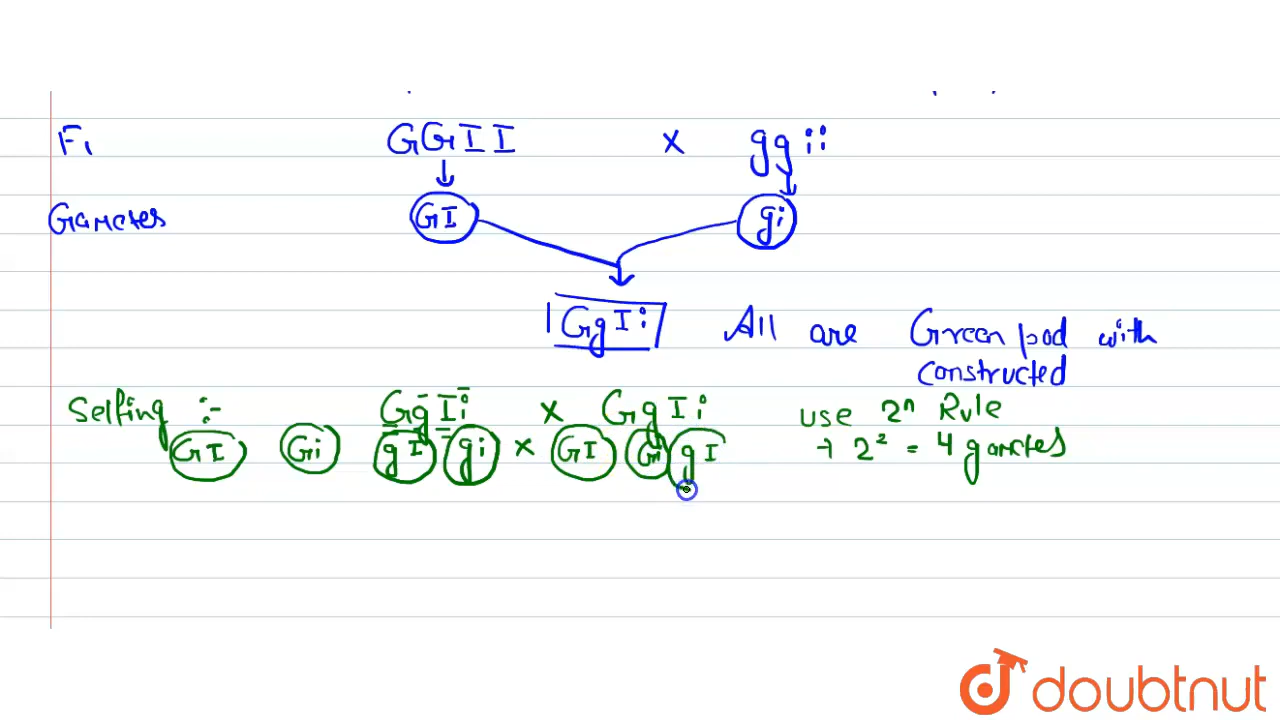 F1 GGII x ggii
Gametes GI gi
GgIi All are Green pod with
constructed
Selfing :- GgIi x GgIi use 2ⁿ Rule
GI Gi gI gi x GI Gi gI → 2² = 4 gametes
doubtnut